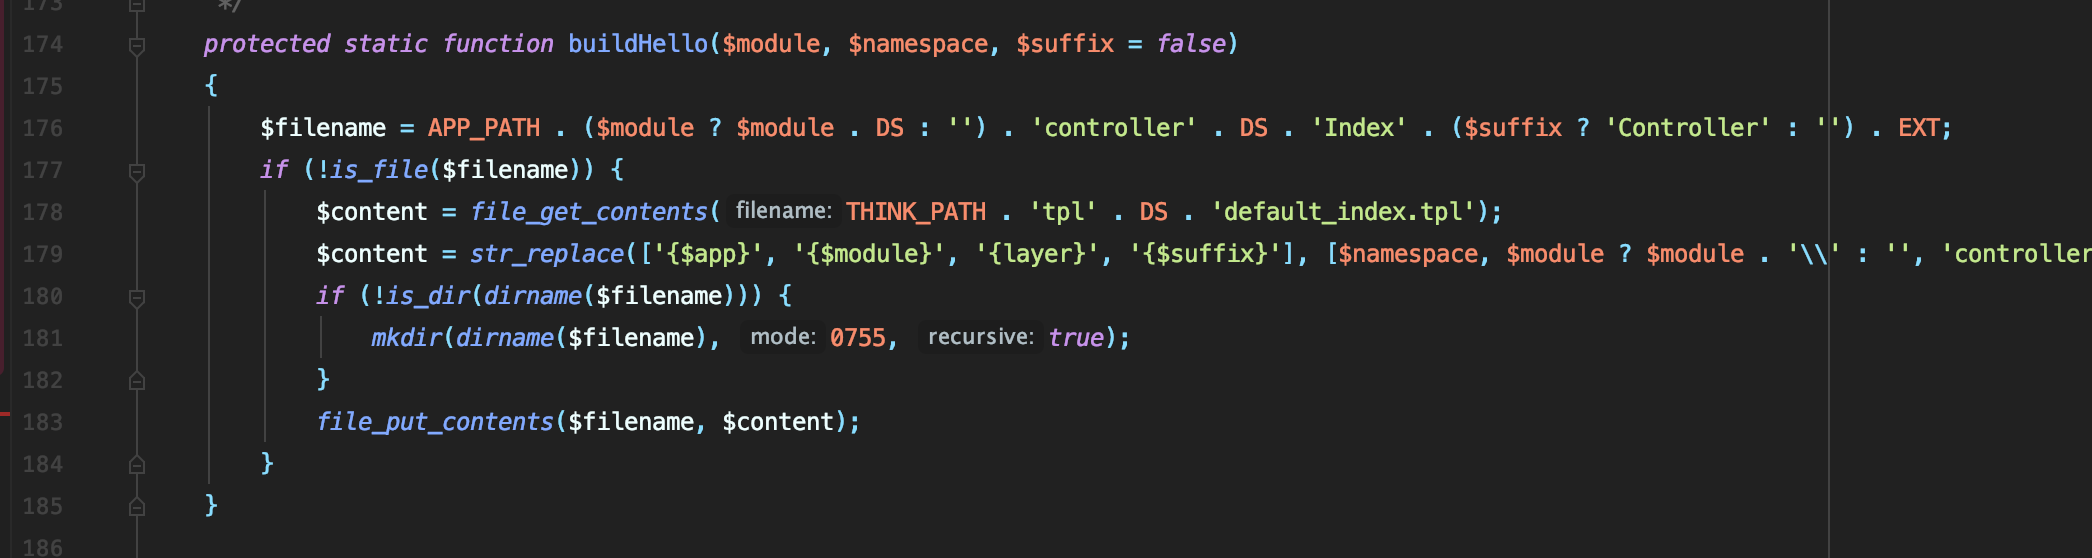 173 */
174 protected static function buildHello($module, $namespace, $suffix = false)
175 {
176 $filename = APP_PATH . ($module ? $module . DS : '') . 'controller' . DS . 'Index' . ($suffix ? 'Controller' : '') . EXT;
177 if (!is_file($filename)) {
178 $content = file_get_contents( filename: THINK_PATH . 'tpl' . DS . 'default_index.tpl');
179 $content = str_replace(['{$app}', '{$module}', '{layer}', '{$suffix}'], [$namespace, $module ? $module . '\\' : '', 'controller
180 if (!is_dir(dirname($filename))) {
181 mkdir(dirname($filename), mode: 0755, recursive: true);
182 }
183 file_put_contents($filename, $content);
184 }
185 }
186